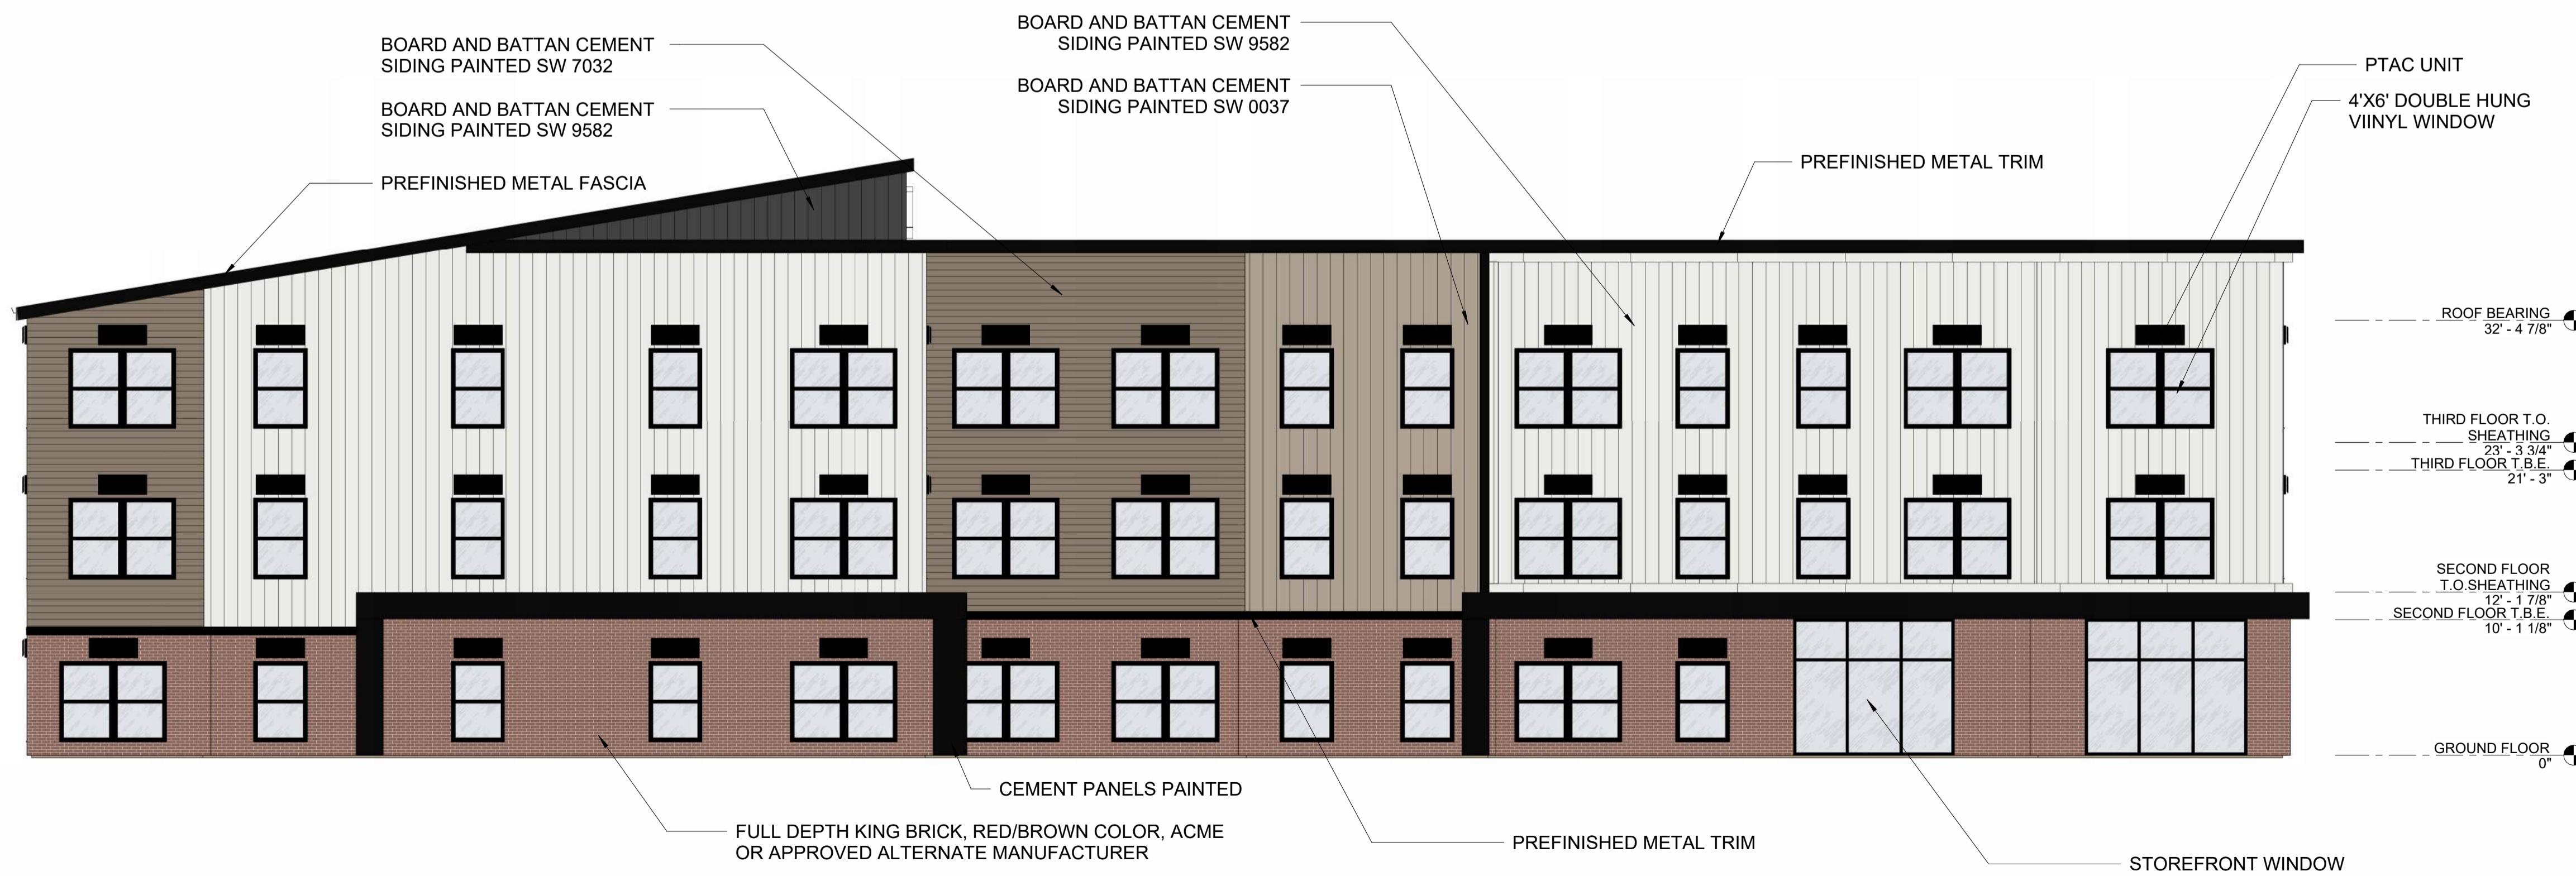 BOARD AND BATTAN CEMENT
SIDING PAINTED SW 7032
BOARD AND BATTAN CEMENT
SIDING PAINTED SW 9582
PREFINISHED METAL FASCIA
BOARD AND BATTAN CEMENT
SIDING PAINTED SW 9582
BOARD AND BATTAN CEMENT
SIDING PAINTED SW 0037
PREFINISHED METAL TRIM
PTAC UNIT
4'X6' DOUBLE HUNG
VIINYL WINDOW
ROOF BEARING
32' - 4 7/8"
THIRD FLOOR T.O.
SHEATHING
23' - 3 3/4"
THIRD FLOOR T.B.E.
21' - 3"
SECOND FLOOR
T.O.SHEATHING
12' - 1 7/8"
SECOND FLOOR T.B.E.
10' - 1 1/8"
GROUND FLOOR
0"
CEMENT PANELS PAINTED
FULL DEPTH KING BRICK, RED/BROWN COLOR, ACME
OR APPROVED ALTERNATE MANUFACTURER
PREFINISHED METAL TRIM
STOREFRONT WINDOW